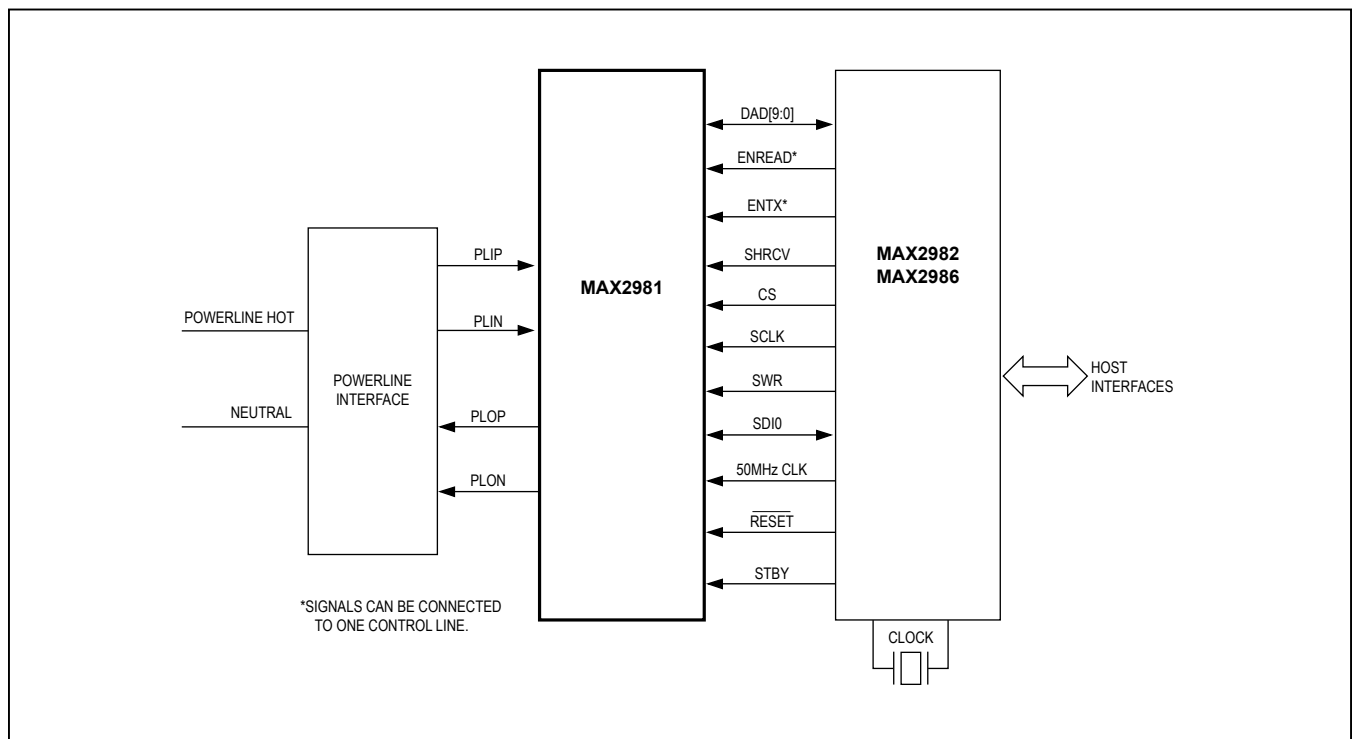 DAD[9:0]
ENREAD*
ENTX*
SHRCV
CS
SCLK
SWR
SDI0
50MHz CLK
RESET
STBY
MAX2981
MAX2982
MAX2986
PLIP
PLIN
PLOP
PLON
POWERLINE HOT
NEUTRAL
POWERLINE
INTERFACE
HOST
INTERFACES
*SIGNALS CAN BE CONNECTED
TO ONE CONTROL LINE.
CLOCK